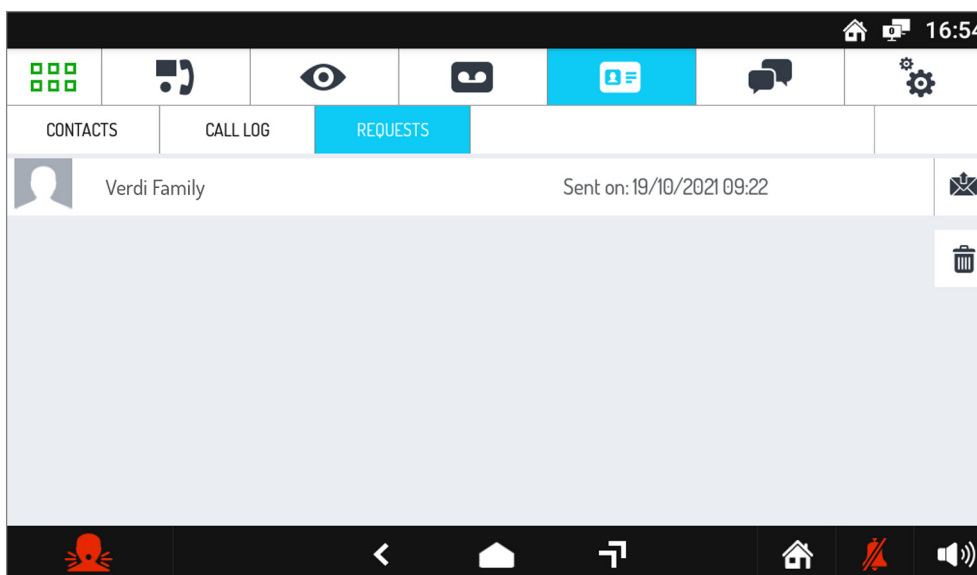 16:54
CONTACTS CALL LOG REQUESTS
Verdi Family Sent on: 19/10/2021 09:22